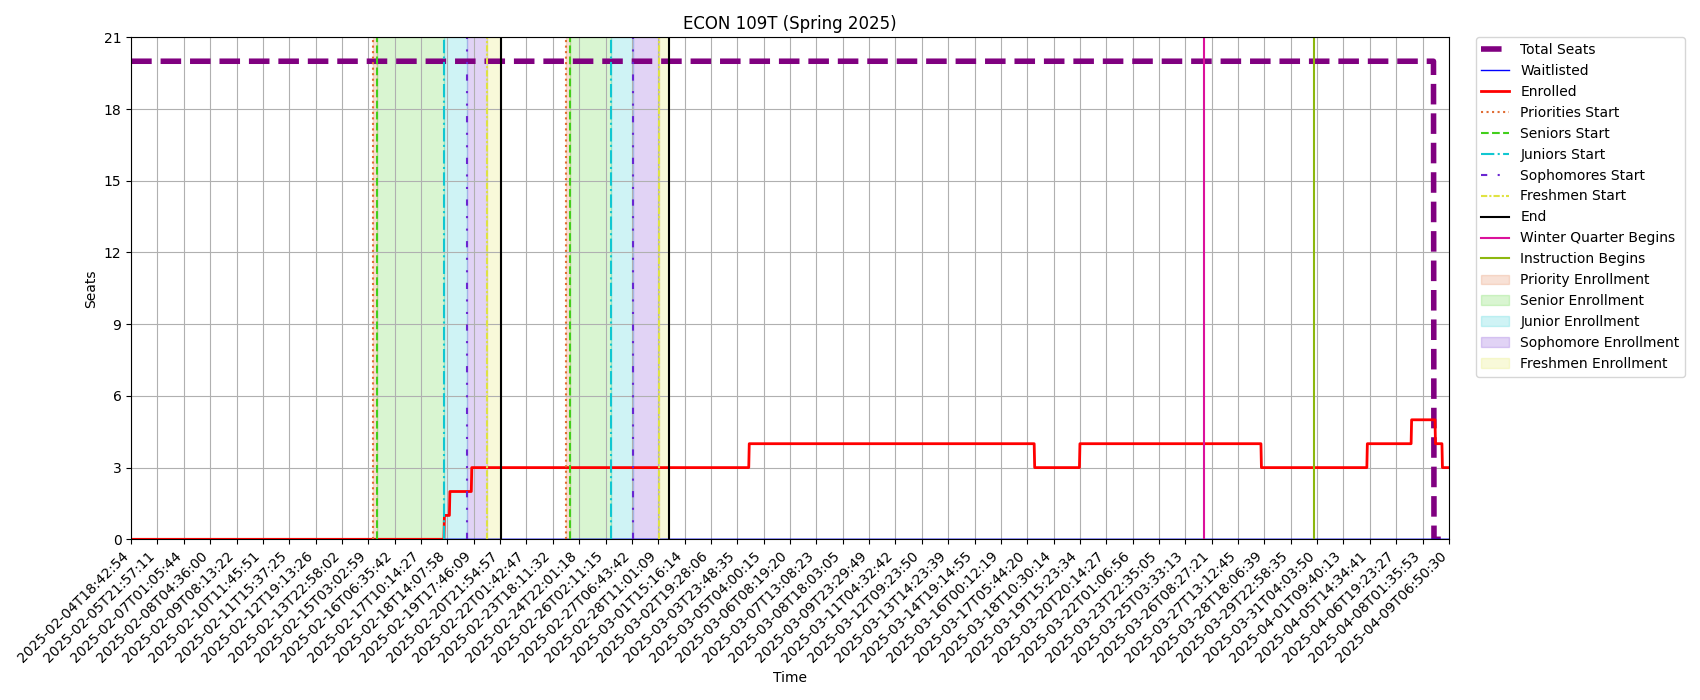 ECON 109T (Spring 2025)
21
18
15
12
9
6
3
0
Seats
2025-02-04T18:42:54
2025-02-05T21:57:11
2025-02-07T01:05:44
2025-02-08T04:36:00
2025-02-09T08:13:22
2025-02-10T11:45:51
2025-02-11T15:37:25
2025-02-12T19:13:26
2025-02-13T22:58:02
2025-02-15T03:02:59
2025-02-16T06:35:42
2025-02-17T10:14:27
2025-02-18T14:07:58
2025-02-19T17:46:09
2025-02-20T21:54:57
2025-02-22T01:42:47
2025-02-23T18:11:32
2025-02-24T22:01:18
2025-02-26T02:11:15
2025-02-27T06:43:42
2025-02-28T11:01:09
2025-03-01T15:16:14
2025-03-02T19:28:06
2025-03-03T23:48:35
2025-03-05T04:00:15
2025-03-06T08:19:20
2025-03-07T13:08:23
2025-03-08T18:03:05
2025-03-09T23:29:49
2025-03-11T04:32:42
2025-03-12T09:23:50
2025-03-13T14:23:39
2025-03-14T19:14:55
2025-03-16T00:12:19
2025-03-17T05:44:20
2025-03-18T10:30:14
2025-03-19T15:23:34
2025-03-20T20:14:27
2025-03-22T01:06:56
2025-03-23T22:35:05
2025-03-25T03:33:13
2025-03-26T08:27:21
2025-03-27T13:12:45
2025-03-28T18:06:39
2025-03-29T22:58:35
2025-03-31T04:03:50
2025-04-01T09:40:13
2025-04-05T14:34:41
2025-04-06T19:23:27
2025-04-08T01:35:53
2025-04-09T06:50:30
Time
Total Seats
Waitlisted
Enrolled
Priorities Start
Seniors Start
Juniors Start
Sophomores Start
Freshmen Start
End
Winter Quarter Begins
Instruction Begins
Priority Enrollment
Senior Enrollment
Junior Enrollment
Sophomore Enrollment
Freshmen Enrollment